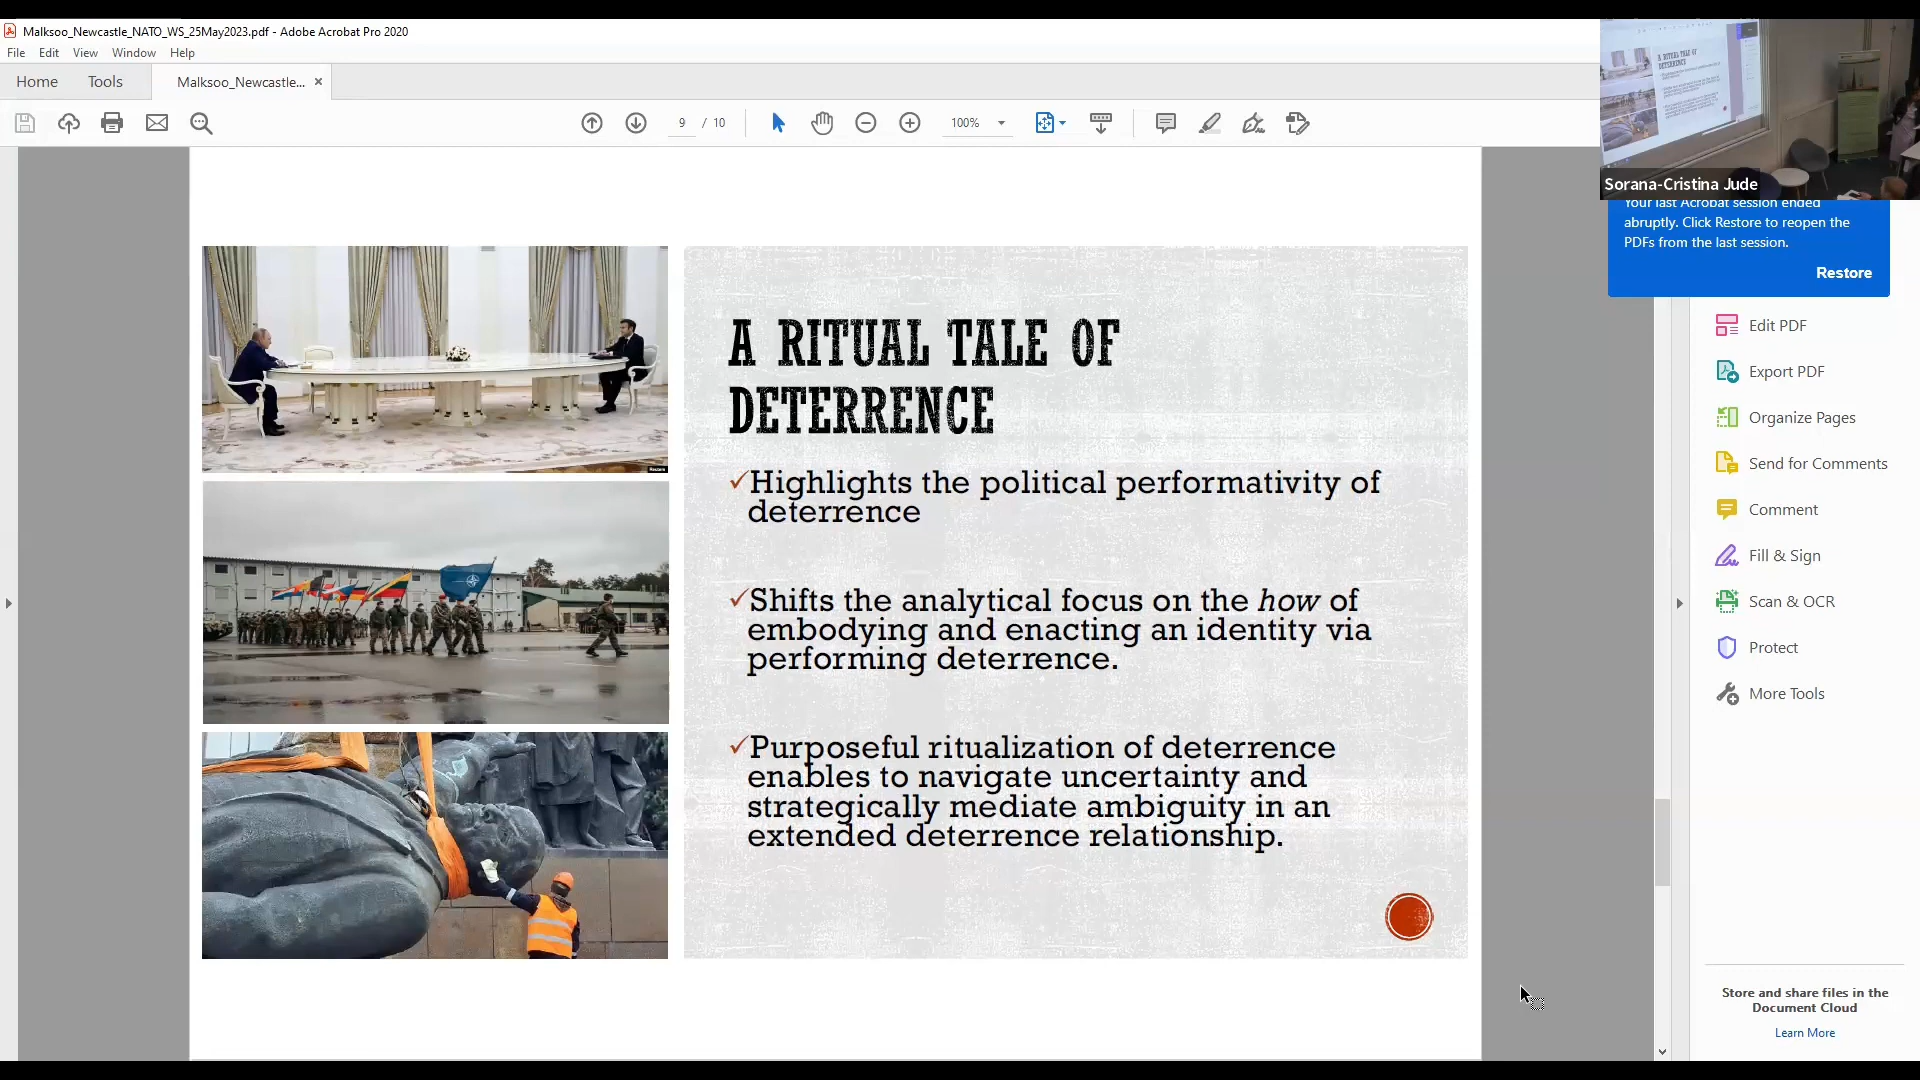 Malksoo_Newcastle_NATO_WS_25May2023.pdf - Adobe Acrobat Pro 2020
File Edit View Window Help
Home Tools Malksoo_Newcastle... ×
9 / 10 100%
Sorana-Cristina Jude
Your last Acrobat session ended
abruptly. Click Restore to reopen the
PDFs from the last session.
Restore
A RITUAL TALE OF
DETERRENCE
✓Highlights the political performativity of
deterrence
✓Shifts the analytical focus on the how of
embodying and enacting an identity via
performing deterrence.
✓Purposeful ritualization of deterrence
enables to navigate uncertainty and
strategically mediate ambiguity in an
extended deterrence relationship.
Edit PDF
Export PDF
Organize Pages
Send for Comments
Comment
Fill & Sign
Scan & OCR
Protect
More Tools
Store and share files in the
Document Cloud
Learn More